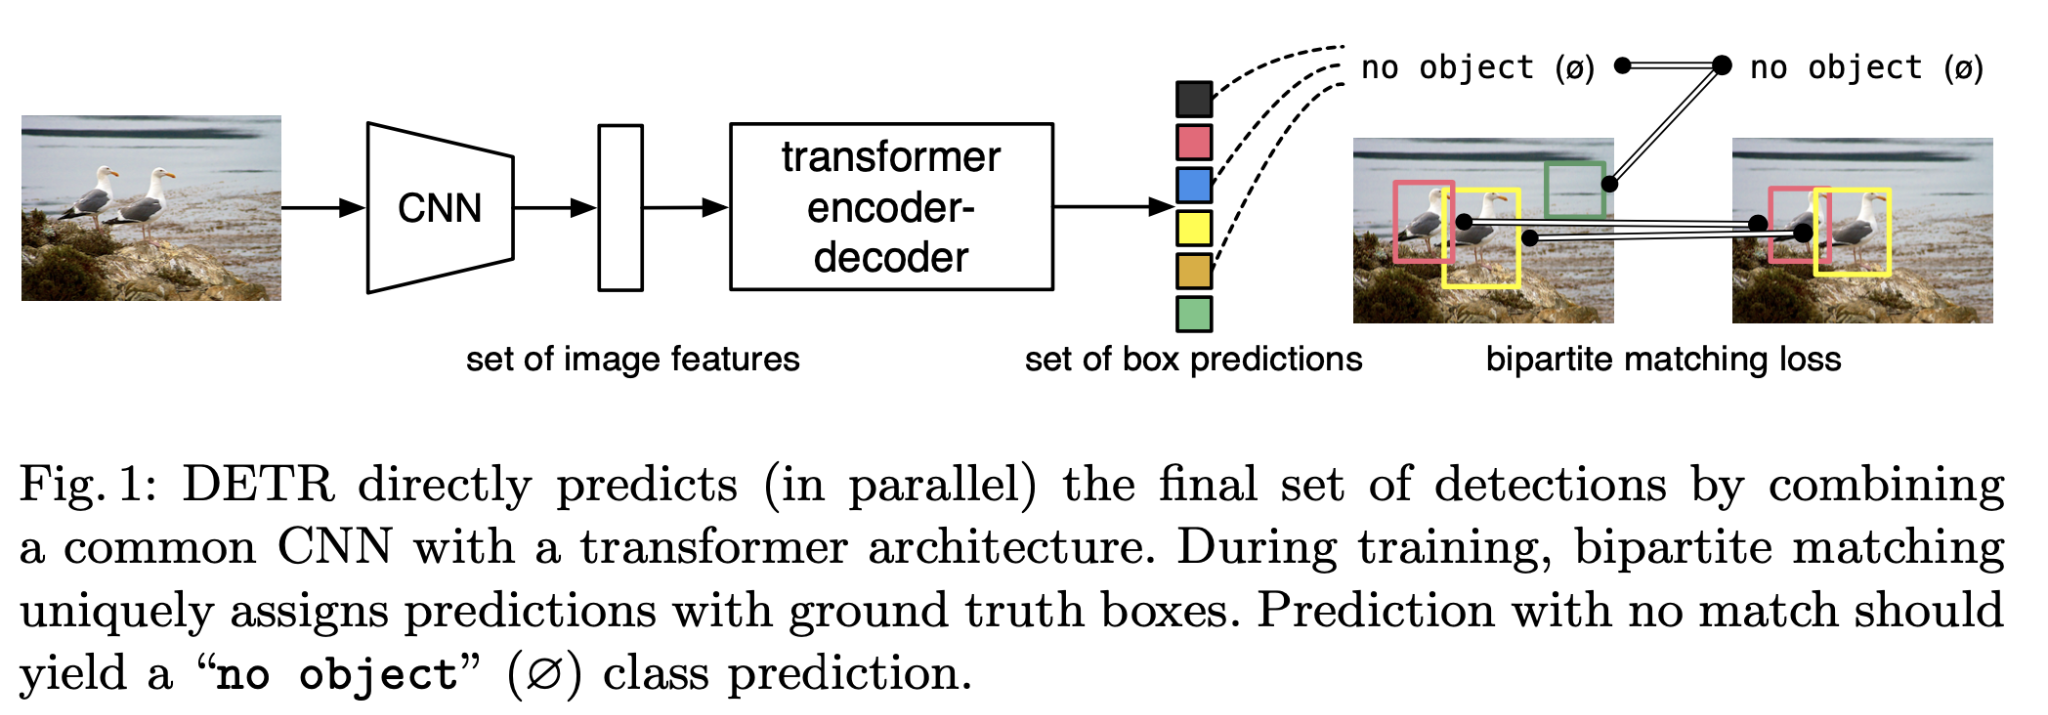 no object (ø)
no object (ø)
CNN
transformer
encoder-
decoder
set of image features
set of box predictions
bipartite matching loss
Fig. 1: DETR directly predicts (in parallel) the final set of detections by combining
a common CNN with a transformer architecture. During training, bipartite matching
uniquely assigns predictions with ground truth boxes. Prediction with no match should
yield a “no object” (∅) class prediction.